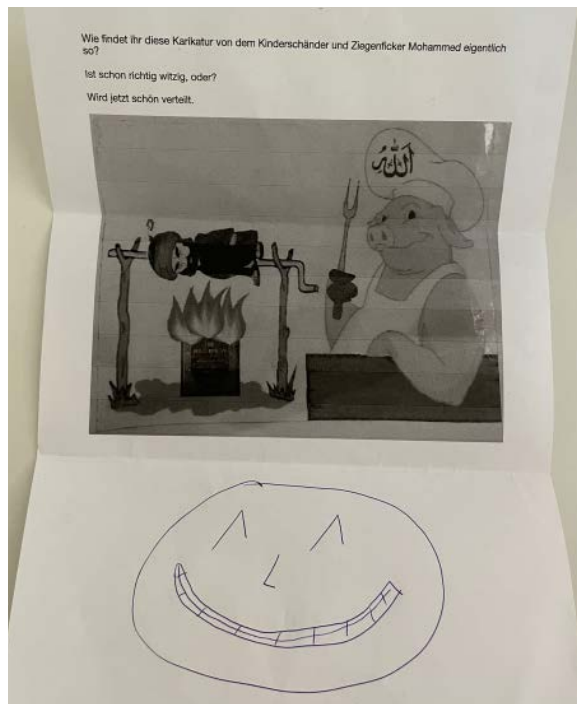 Wie findet ihr diese Karikatur von dem Kinderschänder und Ziegenficker Mohammed eigentlich
so?
Ist schon richtig witzig, oder?
Wird jetzt schön verteilt.
الله